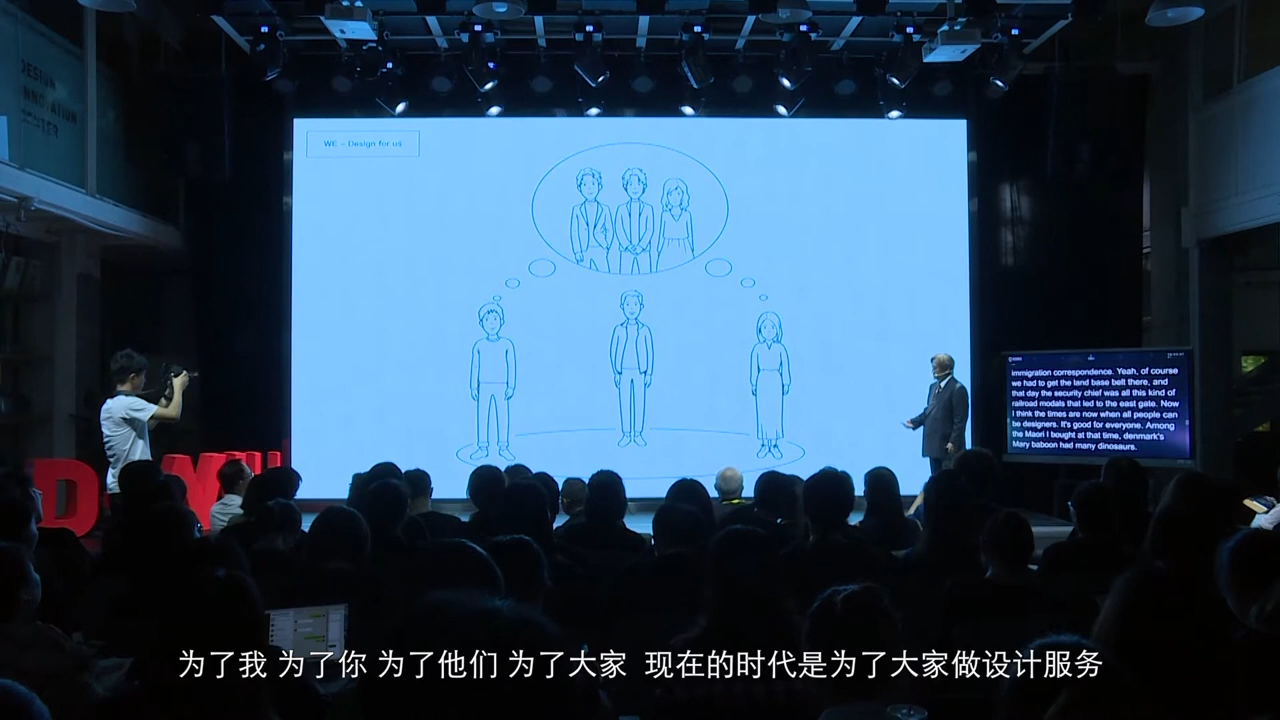 DESIGN
INNOVATION
CENTER
WE – Design for us
immigration correspondence. Yeah, of course
we had to get the land base belt there, and
that day the security chief was all this kind of
railroad modals that led to the east gate. Now
I think the times are now when all people can
be designers. It's good for everyone. Among
the Maori I bought at that time, denmark's
Mary baboon had many dinosaurs.
为了我 为了你 为了他们 为了大家 现在的时代是为了大家做设计服务